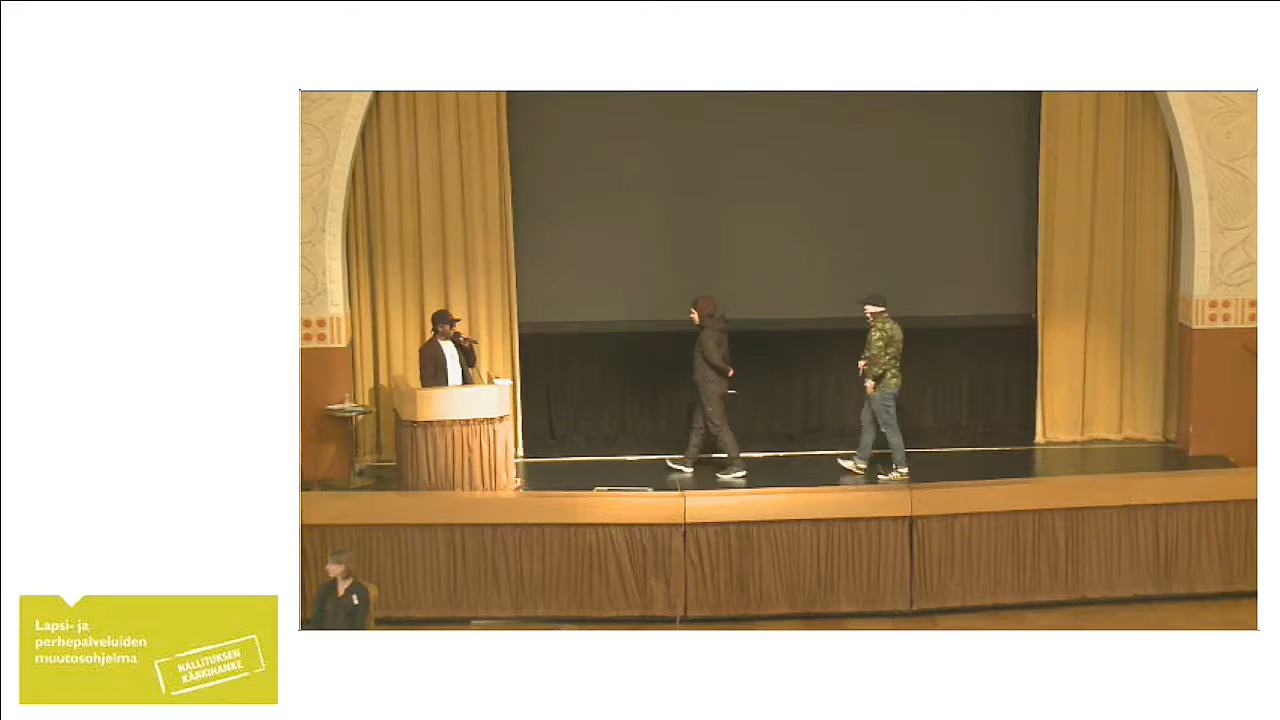 Lapsi- ja
perhepalveluiden
muutosohjelma
HALLITUKSEN
KÄRKIHANKE